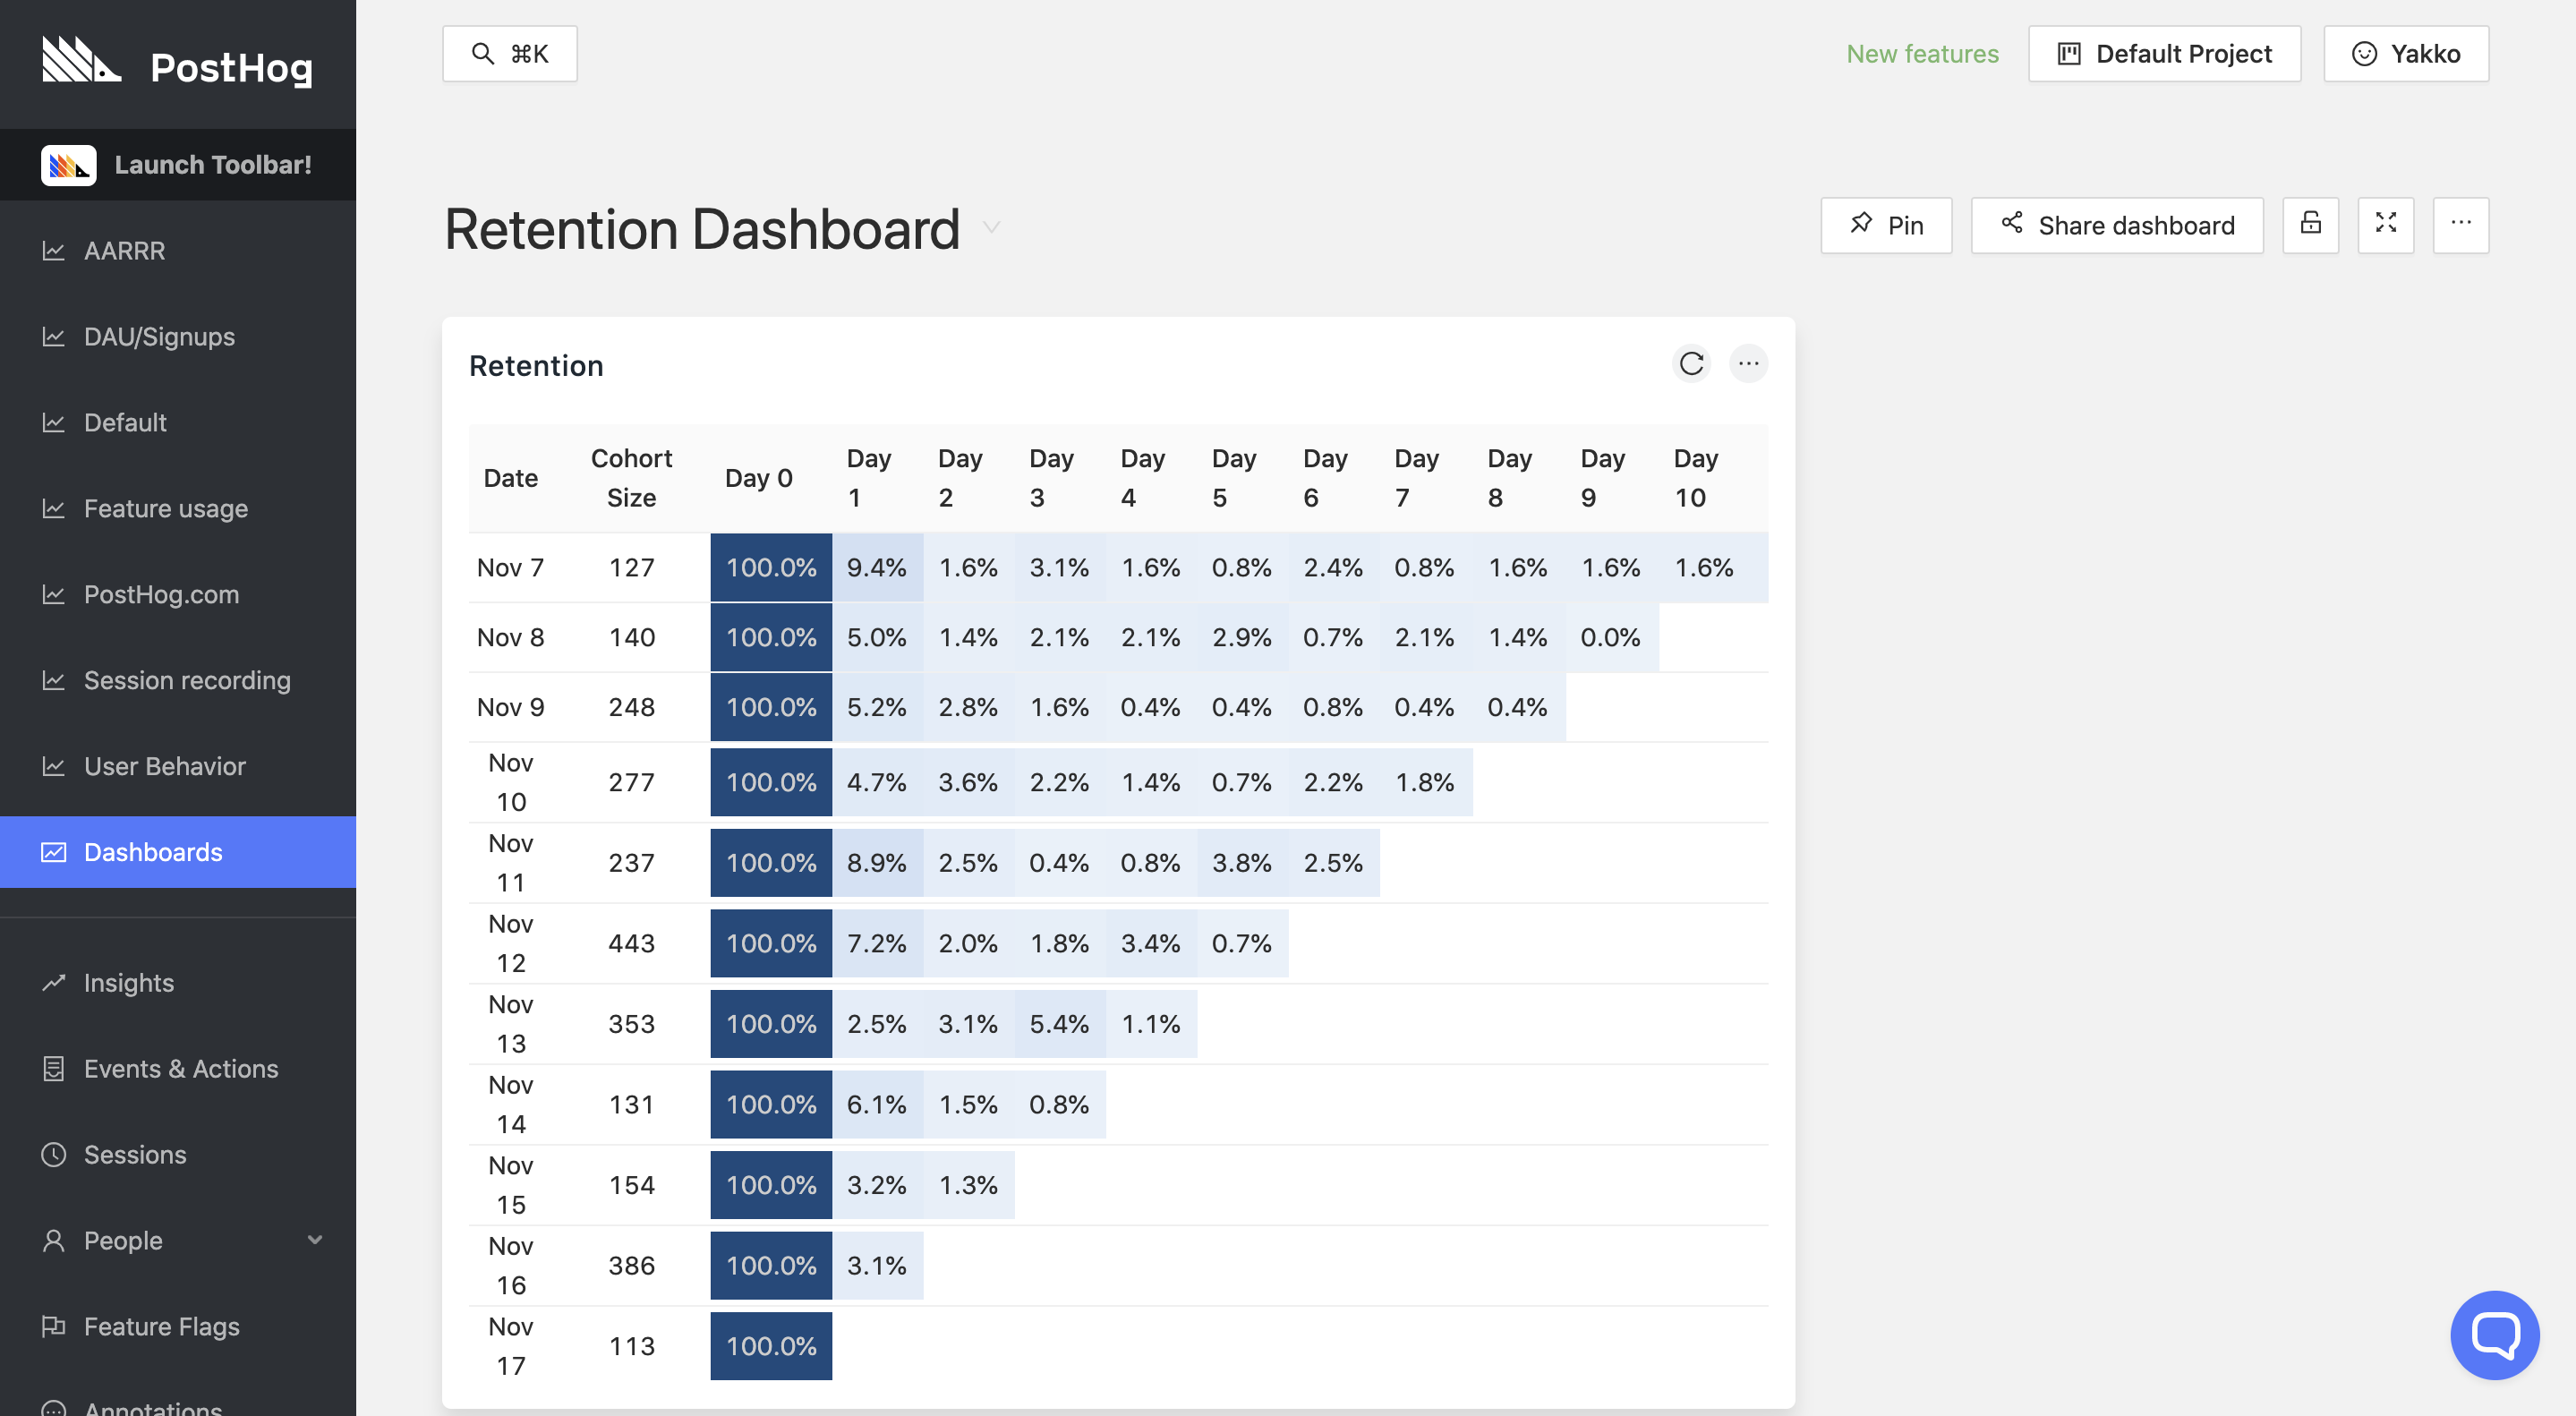 PostHog
Launch Toolbar!
AARRR
DAU/Signups
Default
Feature usage
PostHog.com
Session recording
User Behavior
Dashboards
Insights
Events & Actions
Sessions
People
Feature Flags
Annotations
⌘K
New features
Default Project
Yakko
Retention Dashboard
Pin
Share dashboard
Retention
Date Cohort Size Day 0 Day 1 Day 2 Day 3 Day 4 Day 5 Day 6 Day 7 Day 8 Day 9 Day 10
Nov 7 127 100.0% 9.4% 1.6% 3.1% 1.6% 0.8% 2.4% 0.8% 1.6% 1.6% 1.6%
Nov 8 140 100.0% 5.0% 1.4% 2.1% 2.1% 2.9% 0.7% 2.1% 1.4% 0.0%
Nov 9 248 100.0% 5.2% 2.8% 1.6% 0.4% 0.4% 0.8% 0.4% 0.4%
Nov 10 277 100.0% 4.7% 3.6% 2.2% 1.4% 0.7% 2.2% 1.8%
Nov 11 237 100.0% 8.9% 2.5% 0.4% 0.8% 3.8% 2.5%
Nov 12 443 100.0% 7.2% 2.0% 1.8% 3.4% 0.7%
Nov 13 353 100.0% 2.5% 3.1% 5.4% 1.1%
Nov 14 131 100.0% 6.1% 1.5% 0.8%
Nov 15 154 100.0% 3.2% 1.3%
Nov 16 386 100.0% 3.1%
Nov 17 113 100.0%